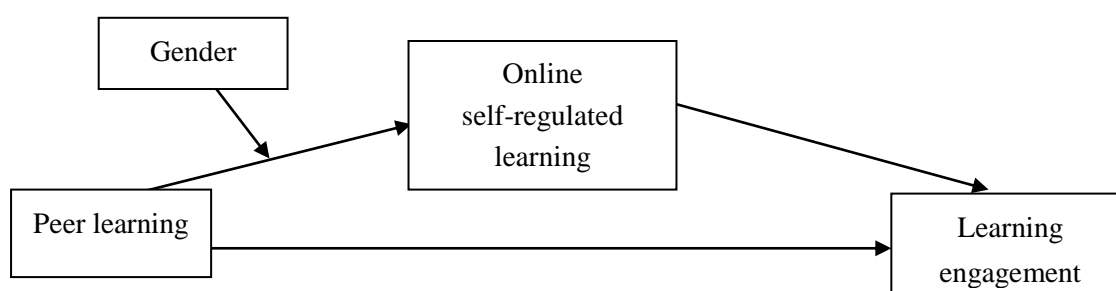 Gender
Online
self-regulated
learning
Peer learning
Learning
engagement